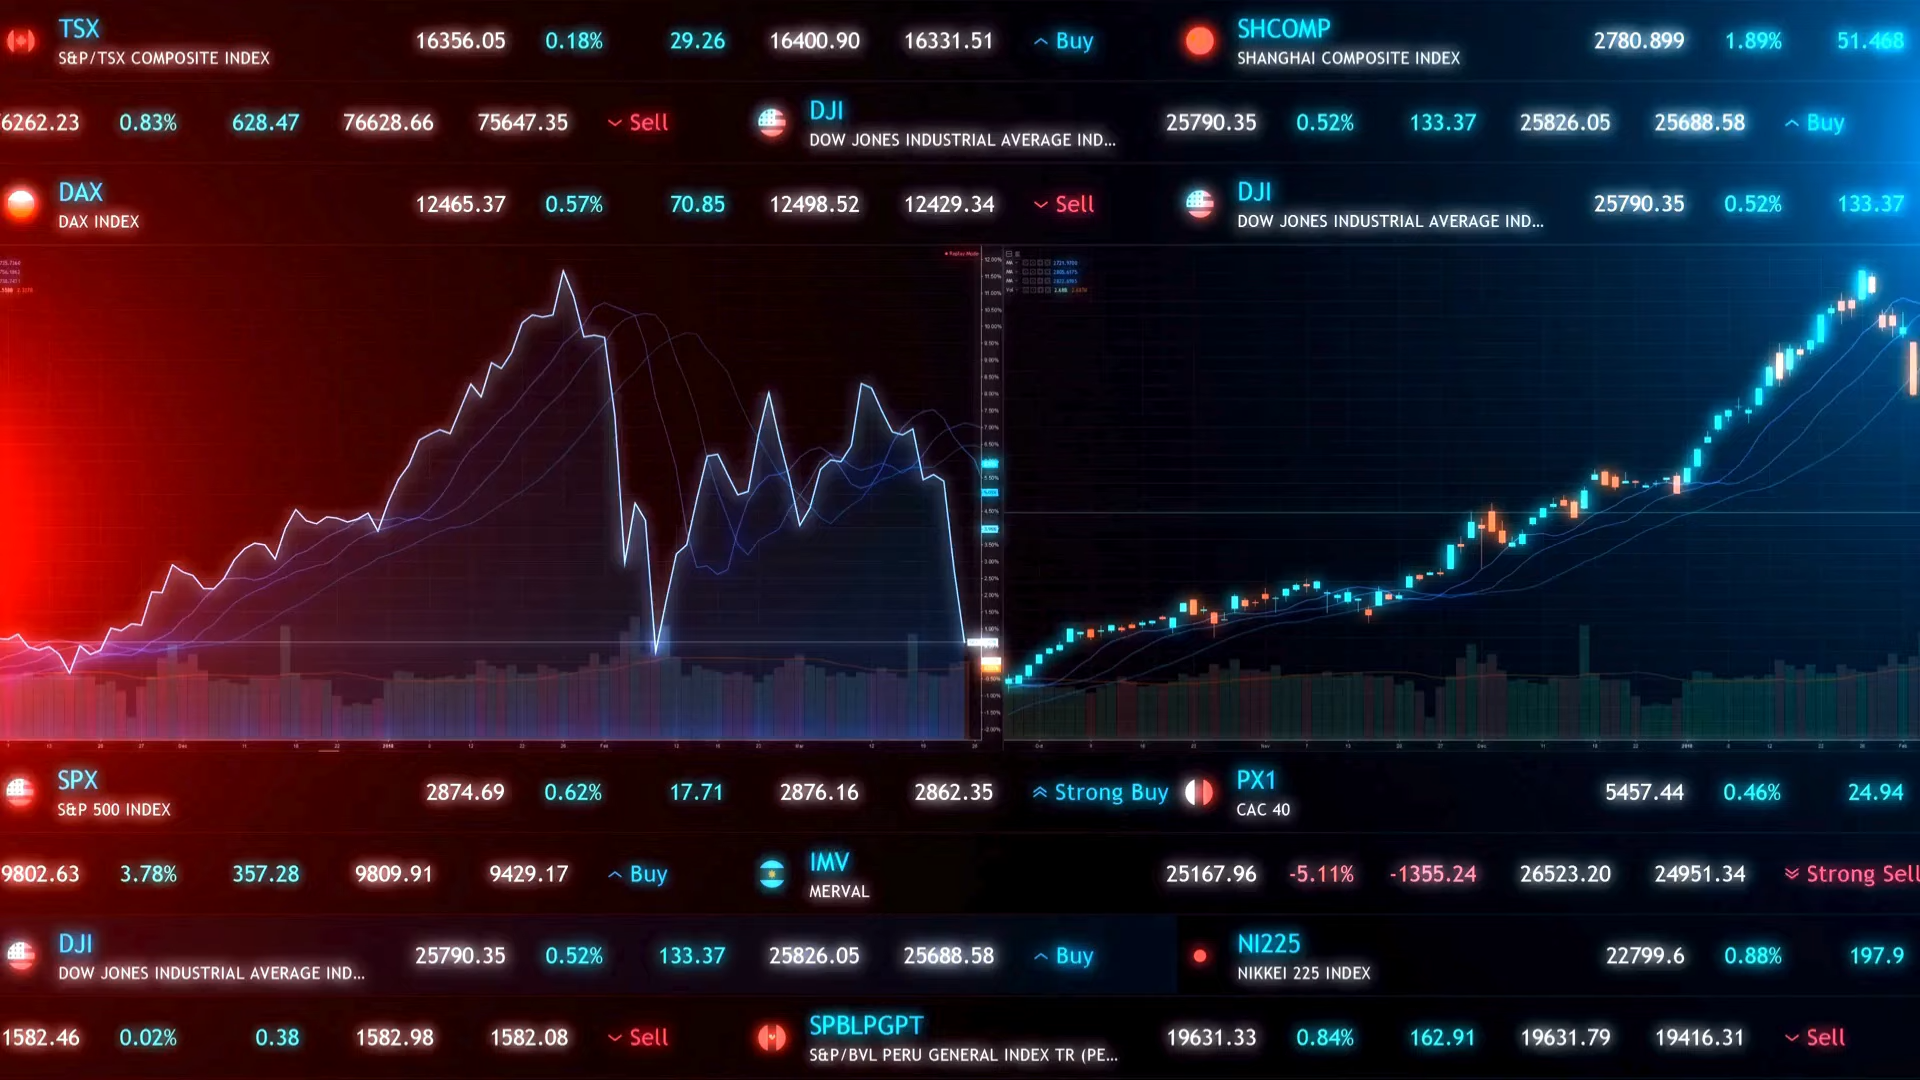 TSX 16356.05 0.18% 29.26 16400.90 16331.51 Buy SHCOMP 2780.899 1.89% 51.468
S&P/TSX COMPOSITE INDEX SHANGHAI COMPOSITE INDEX
6262.23 0.83% 628.47 76628.66 75647.35 Sell DJI 25790.35 0.52% 133.37 25826.05 25688.58 Buy
DOW JONES INDUSTRIAL AVERAGE IND...
DAX 12465.37 0.57% 70.85 12498.52 12429.34 Sell DJI 25790.35 0.52% 133.37
DAX INDEX DOW JONES INDUSTRIAL AVERAGE IND...
SPX 2874.69 0.62% 17.71 2876.16 2862.35 Strong Buy PX1 5457.44 0.46% 24.94
S&P 500 INDEX CAC 40
9802.63 3.78% 357.28 9809.91 9429.17 Buy IMV 25167.96 -5.11% -1355.24 26523.20 24951.34 Strong Sell
MERVAL
DJI 25790.35 0.52% 133.37 25826.05 25688.58 Buy NI225 22799.6 0.88% 197.9
DOW JONES INDUSTRIAL AVERAGE IND... NIKKEI 225 INDEX
1582.46 0.02% 0.38 1582.98 1582.08 Sell SPBLPGPT 19631.33 0.84% 162.91 19631.79 19416.31 Sell
S&P/BVL PERU GENERAL INDEX TR (PE...